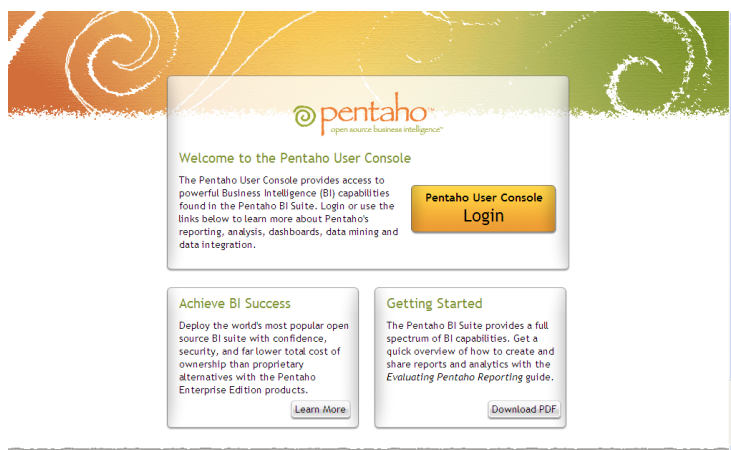 pentaho™
open source business intelligence™
Welcome to the Pentaho User Console
The Pentaho User Console provides access to
powerful Business Intelligence (BI) capabilities
found in the Pentaho BI Suite. Login or use the
links below to learn more about Pentaho's
reporting, analysis, dashboards, data mining and
data integration.
Pentaho User Console
Login
Achieve BI Success
Deploy the world's most popular open
source BI suite with confidence,
security, and far lower total cost of
ownership than proprietary
alternatives with the Pentaho
Enterprise Edition products.
Learn More
Getting Started
The Pentaho BI Suite provides a full
spectrum of BI capabilities. Get a
quick overview of how to create and
share reports and analytics with the
Evaluating Pentaho Reporting guide.
Download PDF